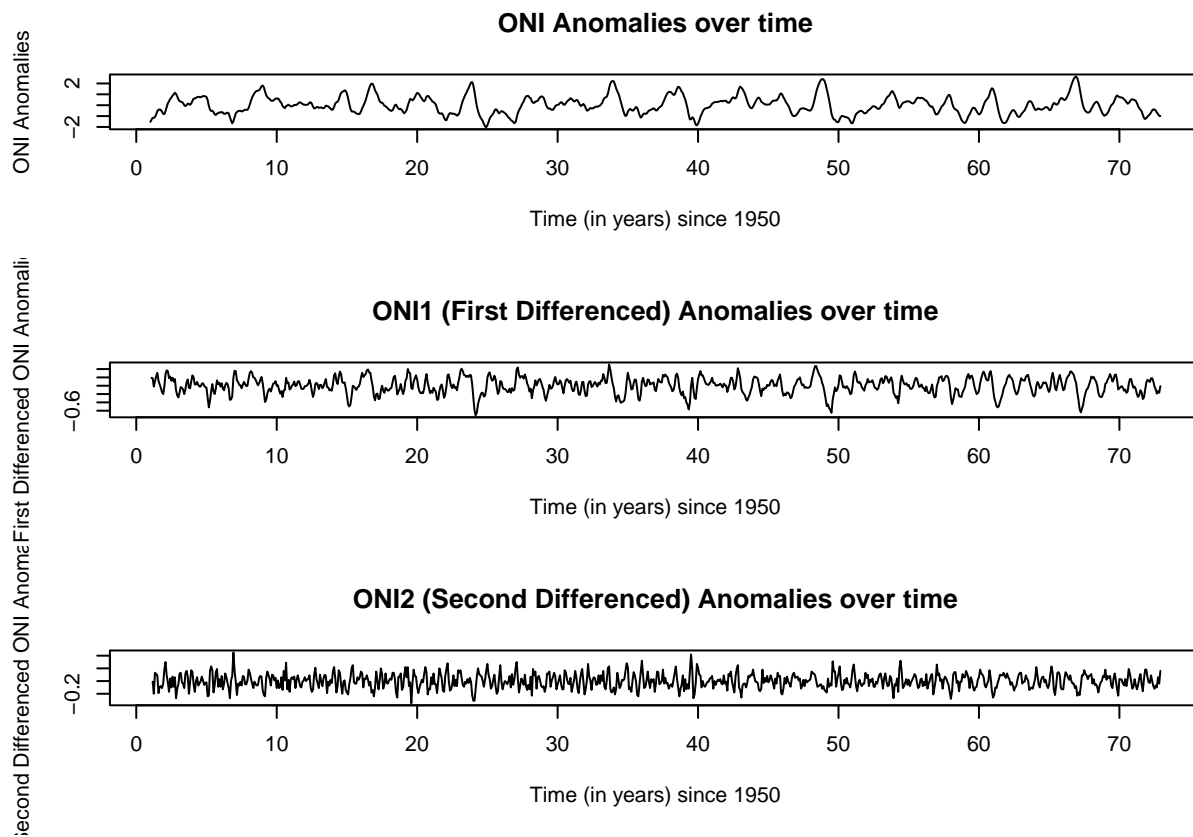 ONI Anomalies over time
ONI Anomalies
2
−2
0 10 20 30 40 50 60 70
Time (in years) since 1950
ONI1 (First Differenced) Anomalies over time
First Differenced ONI Anomali
−0.6
0 10 20 30 40 50 60 70
Time (in years) since 1950
ONI2 (Second Differenced) Anomalies over time
Second Differenced ONI Anoma
−0.2
0 10 20 30 40 50 60 70
Time (in years) since 1950